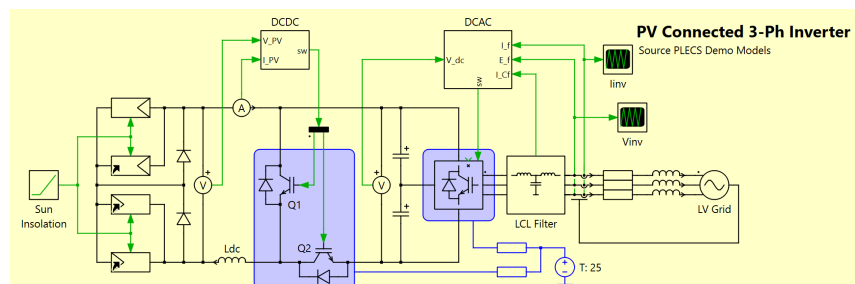 DCDC
DCAC
PV Connected 3-Ph Inverter
Source PLECS Demo Models
V_PV
I_PV
sw
V_dc
I_f
E_f
I_Cf
sw
Iinv
Vinv
A
+
V
+
V
+
+
Q1
Sun
Insolation
LCL Filter
LV Grid
Ldc
Q2
+
T: 25